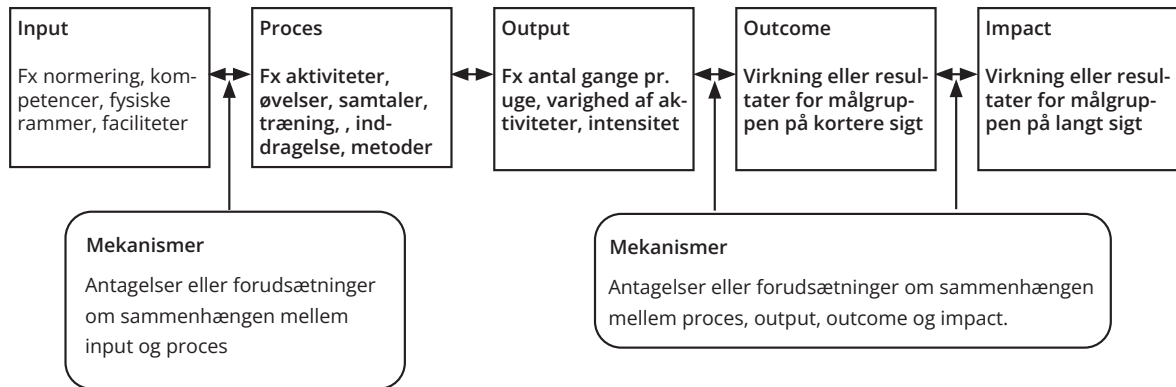 Input
Fx normering, kom-
petencer, fysiske
rammer, faciliteter
Proces
Fx aktiviteter,
øvelser, samtaler,
træning, , ind-
dragelse, metoder
Output
Fx antal gange pr.
uge, varighed af ak-
tiviteter, intensitet
Outcome
Virkning eller resul-
tater for målgrup-
pen på kortere sigt
Impact
Virkning eller resul-
tater for målgrup-
pen på langt sigt
Mekanismer
Antagelser eller forudsætninger
om sammenhængen mellem
input og proces
Mekanismer
Antagelser eller forudsætninger om sammenhængen
mellem proces, output, outcome og impact.